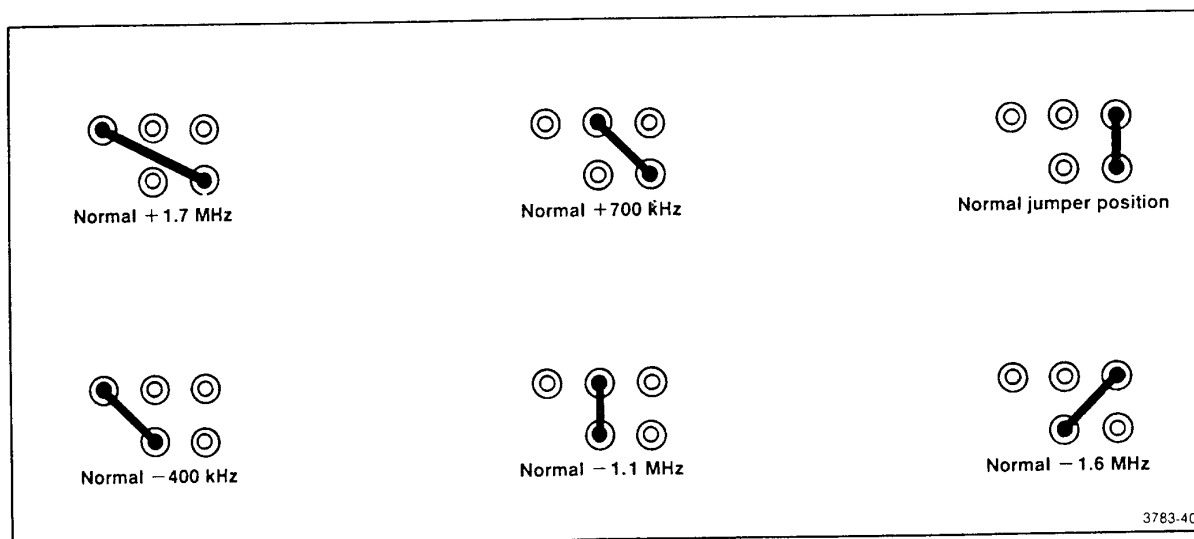 Normal +1.7 MHz
Normal +700 kHz
Normal jumper position
Normal −400 kHz
Normal −1.1 MHz
Normal −1.6 MHz
3783-40